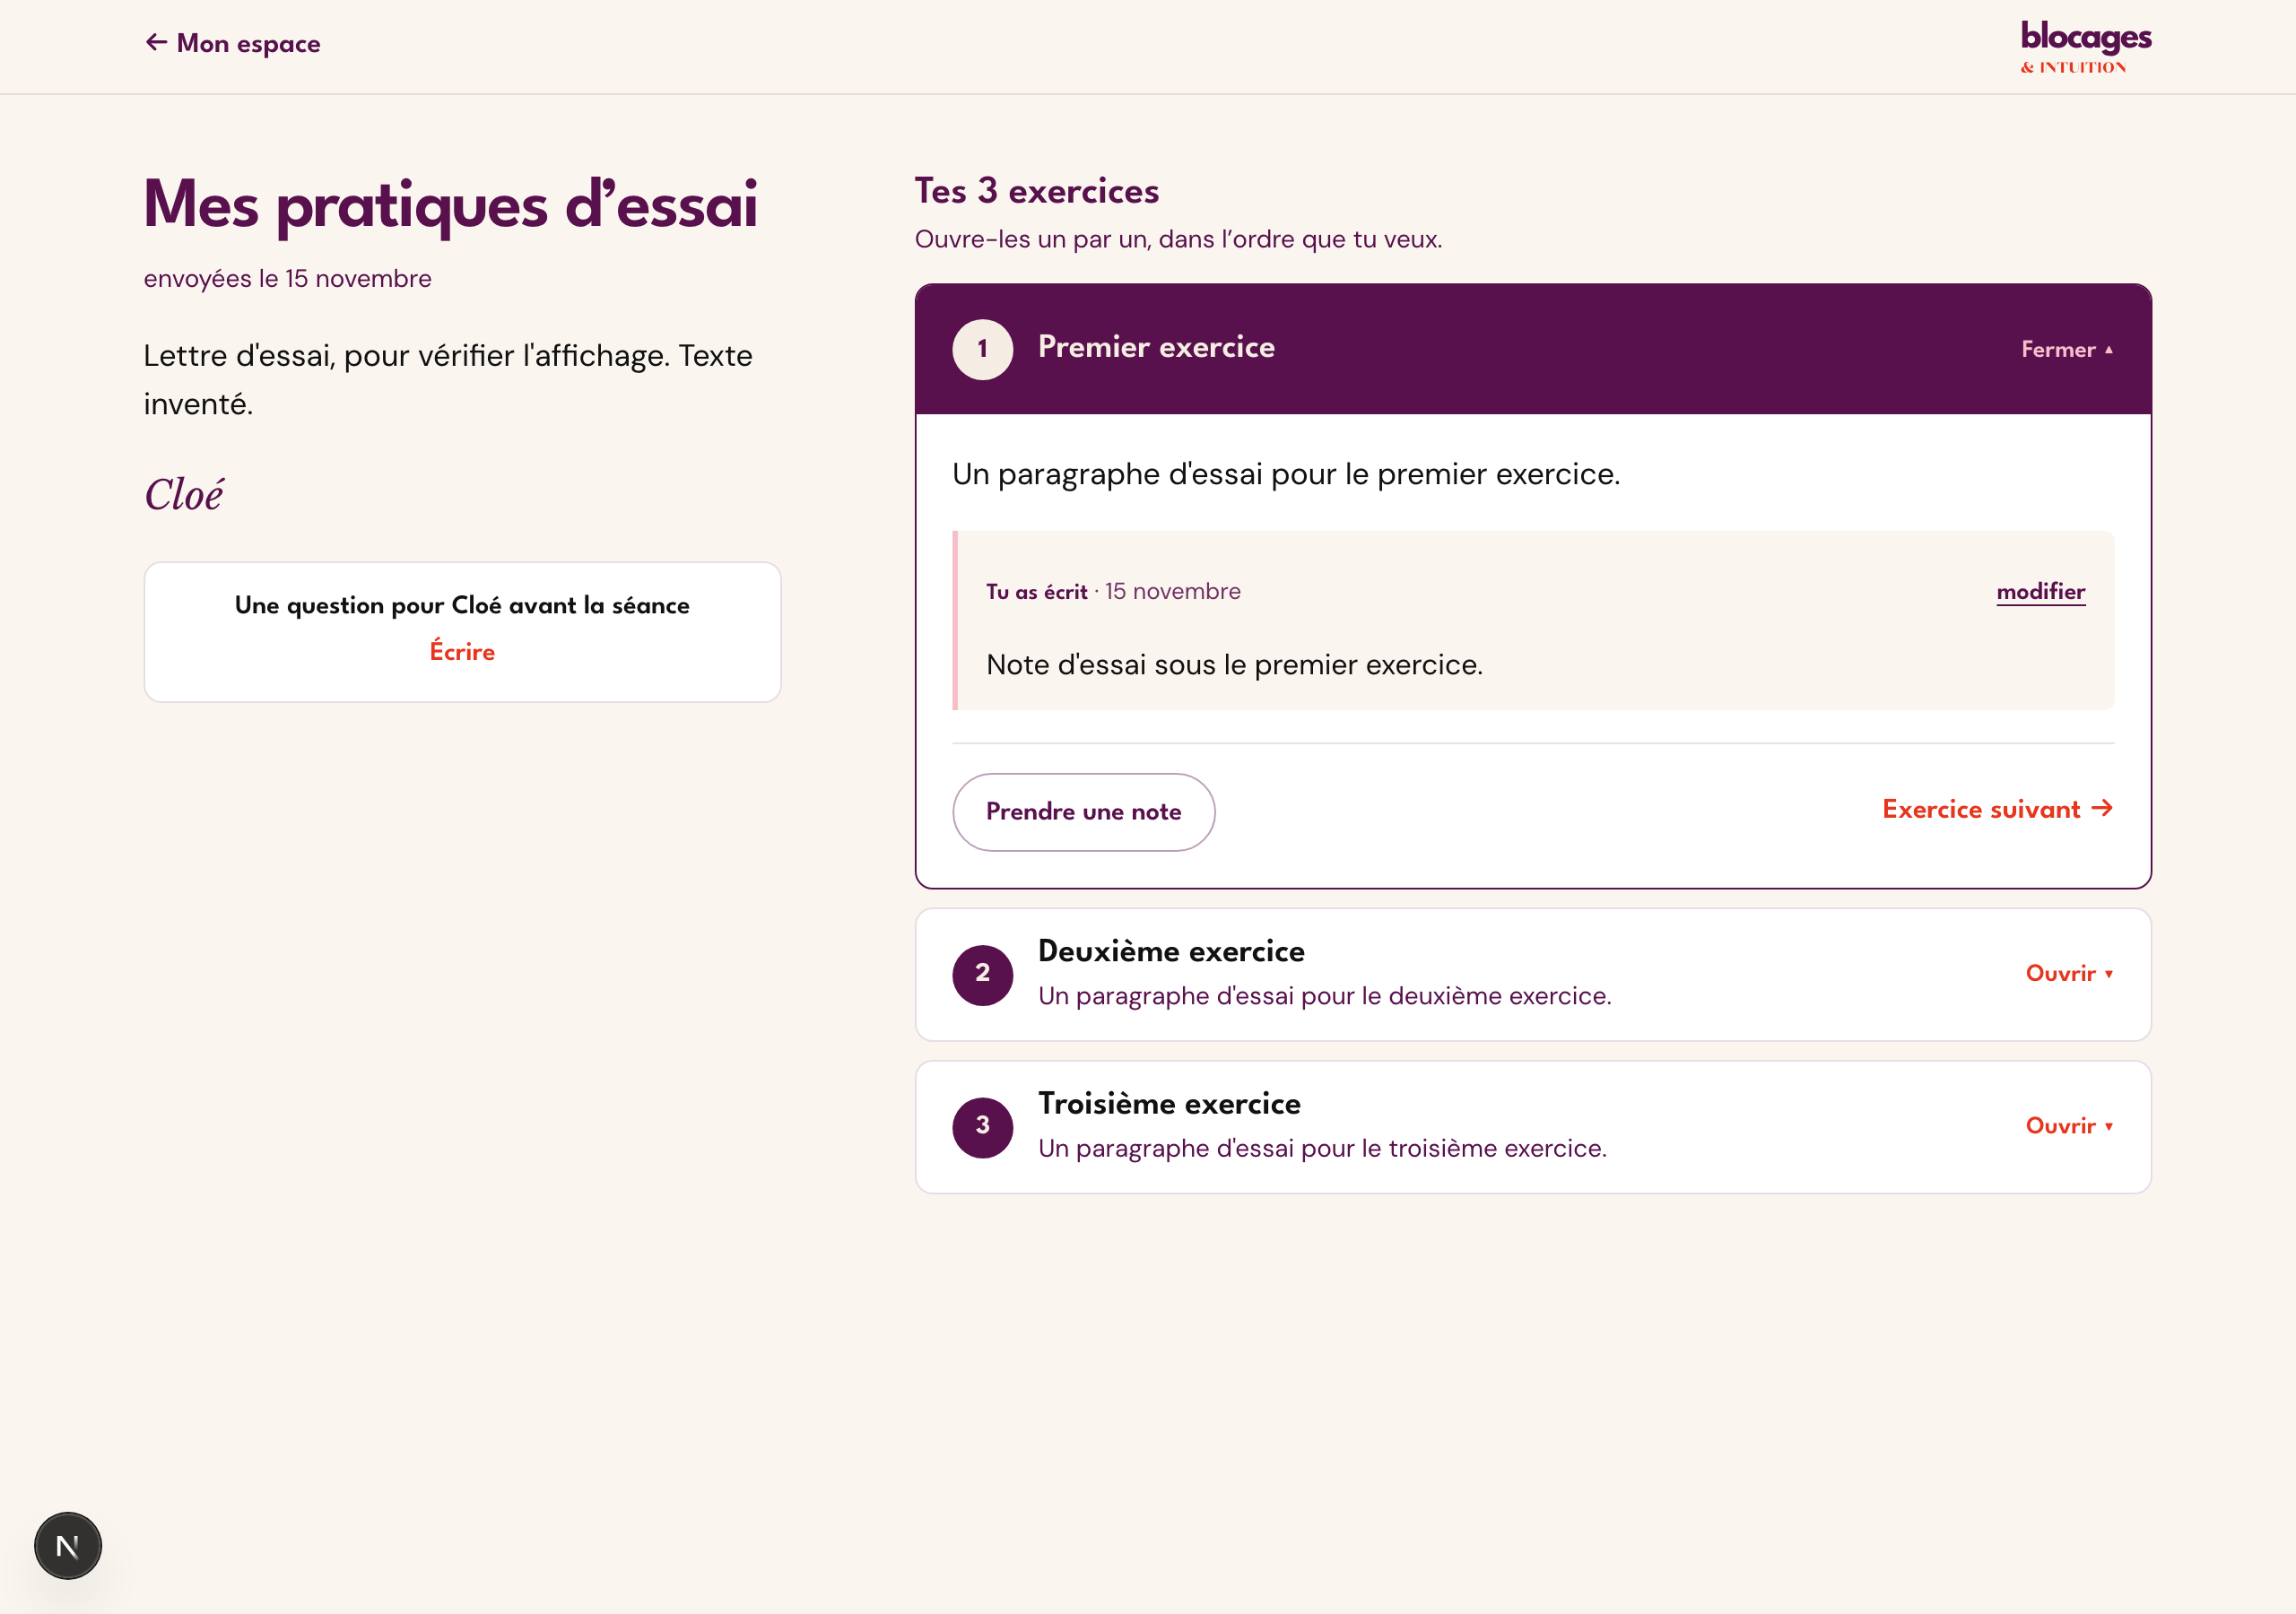 ← Mon espace
blocages
& INTUITION
Mes pratiques d’essai
envoyées le 15 novembre
Lettre d'essai, pour vérifier l'affichage. Texte
inventé.
Cloé
Une question pour Cloé avant la séance
Écrire
Tes 3 exercices
Ouvre-les un par un, dans l’ordre que tu veux.
1 Premier exercice Fermer ▲
Un paragraphe d'essai pour le premier exercice.
Tu as écrit · 15 novembre modifier
Note d'essai sous le premier exercice.
Prendre une note Exercice suivant →
2 Deuxième exercice Ouvrir ▼
Un paragraphe d'essai pour le deuxième exercice.
3 Troisième exercice Ouvrir ▼
Un paragraphe d'essai pour le troisième exercice.
N